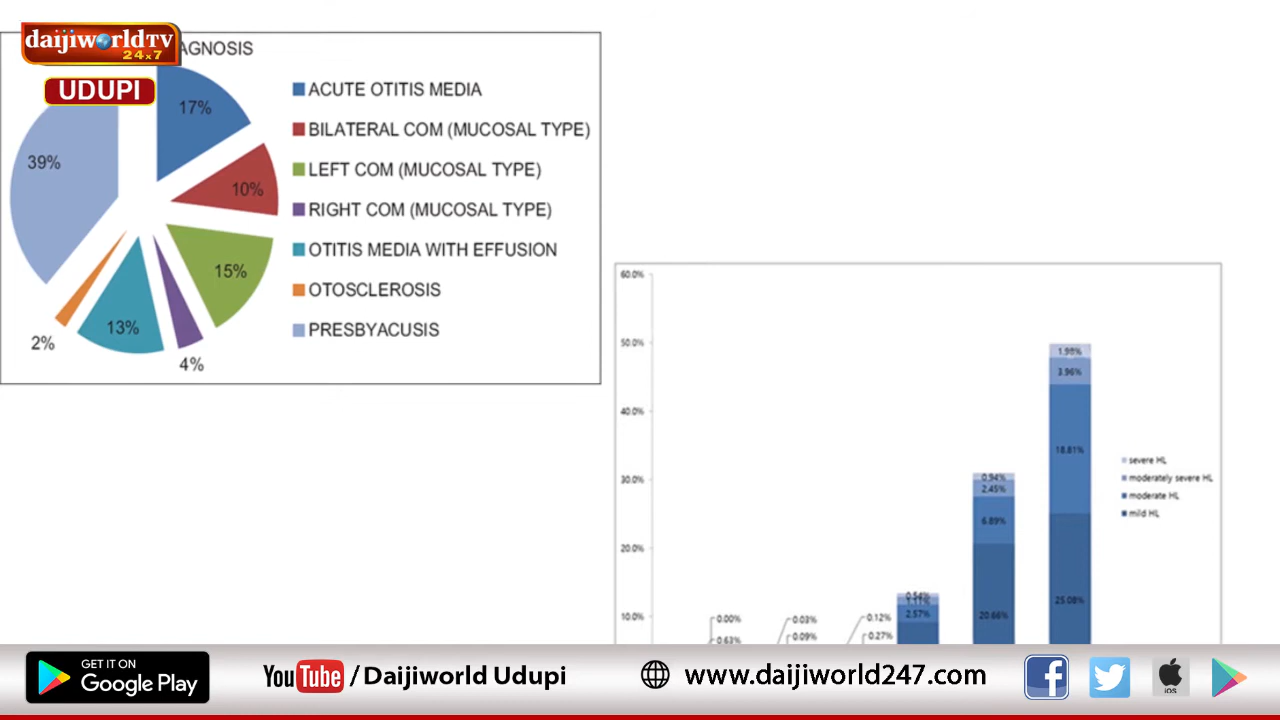 daijiworldTV
24x7
UDUPI
AGNOSIS
17%
10%
15%
4%
13%
2%
39%
ACUTE OTITIS MEDIA
BILATERAL COM (MUCOSAL TYPE)
LEFT COM (MUCOSAL TYPE)
RIGHT COM (MUCOSAL TYPE)
OTITIS MEDIA WITH EFFUSION
OTOSCLEROSIS
PRESBYACUSIS
60.0%
50.0%
40.0%
30.0%
20.0%
10.0%
0.00%
0.63%
0.03%
0.09%
0.12%
0.27%
0.54%
2.57%
0.94%
2.45%
6.89%
20.66%
1.98%
3.96%
18.81%
25.08%
severe HL
moderately severe HL
moderate HL
mild HL
GET IT ON
Google Play
YouTube/Daijiworld Udupi
www.daijiworld247.com
iOS